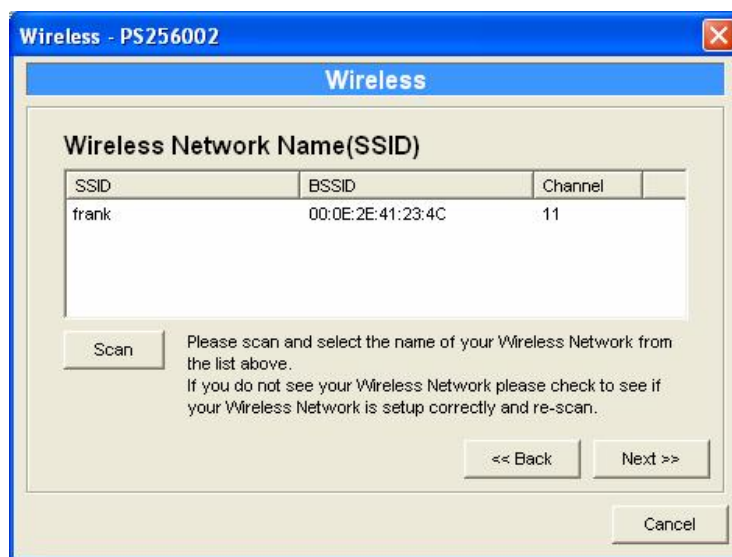 Wireless - PS256002
Wireless
Wireless Network Name(SSID)
SSID BSSID Channel
frank 00:0E:2E:41:23:4C 11
Scan
Please scan and select the name of your Wireless Network from
the list above.
If you do not see your Wireless Network please check to see if
your Wireless Network is setup correctly and re-scan.
<< Back Next >>
Cancel